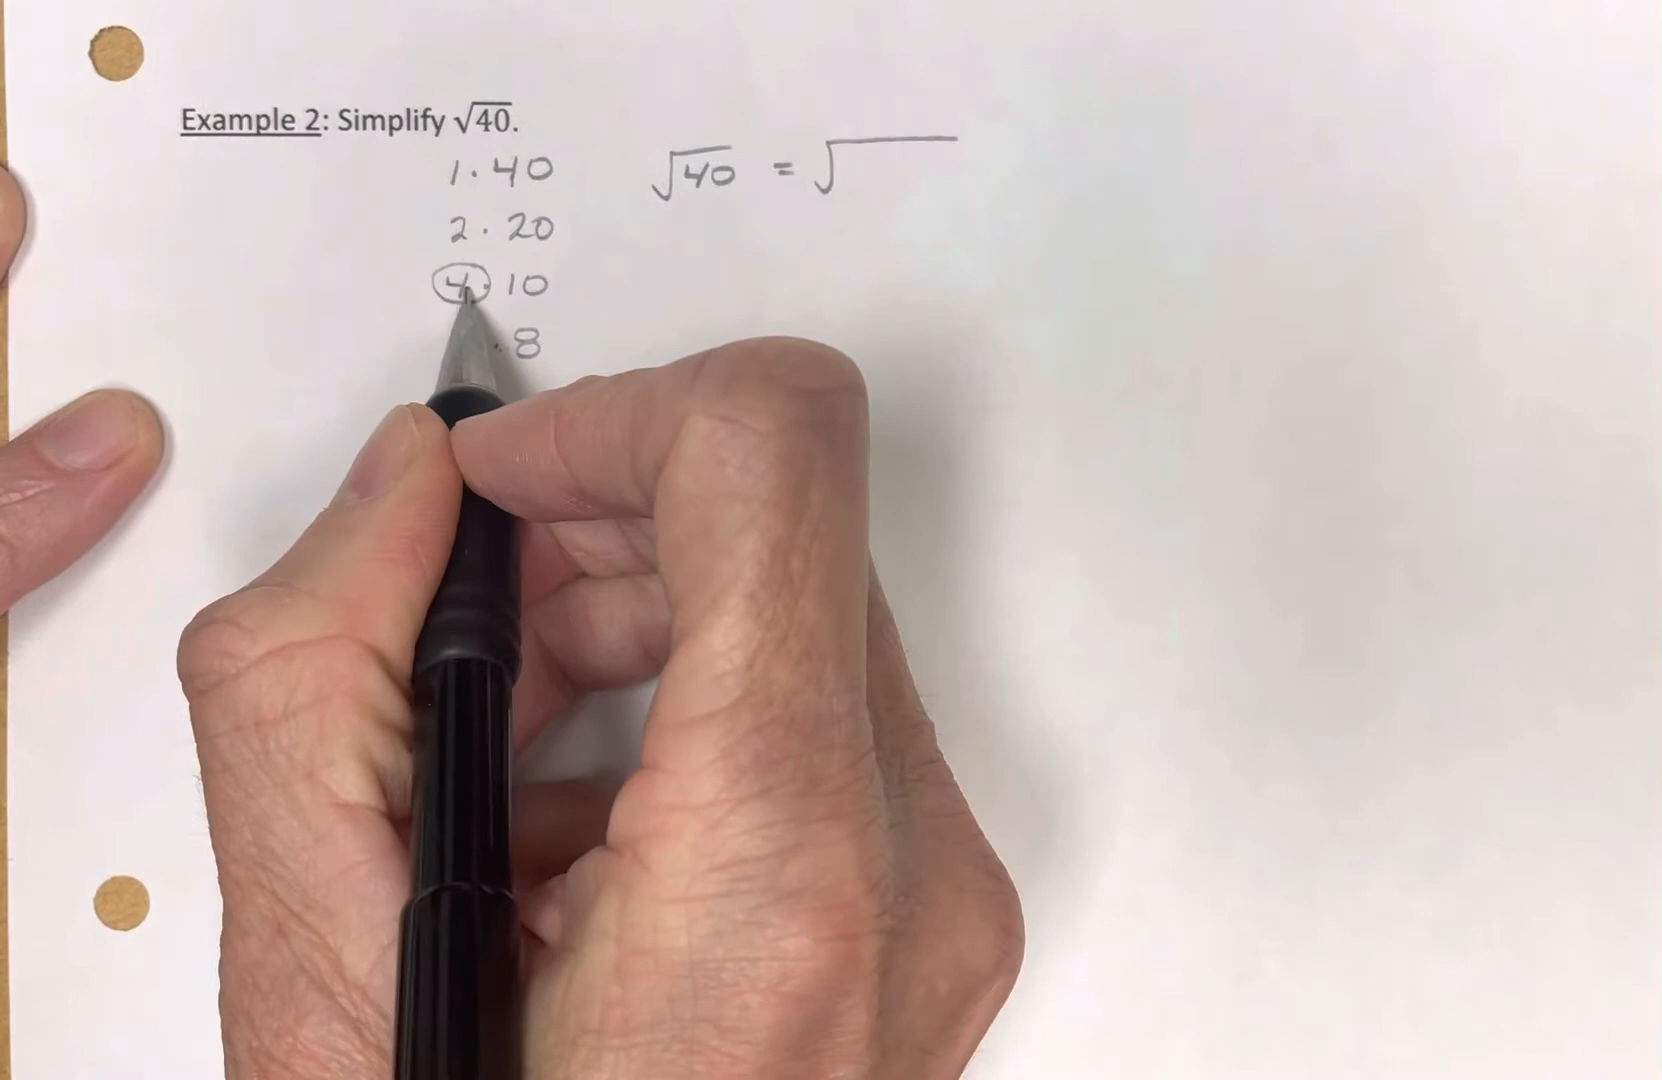 Example 2: Simplify √40.
1 · 40
√40 = √
2 · 20
4 · 10
· 8